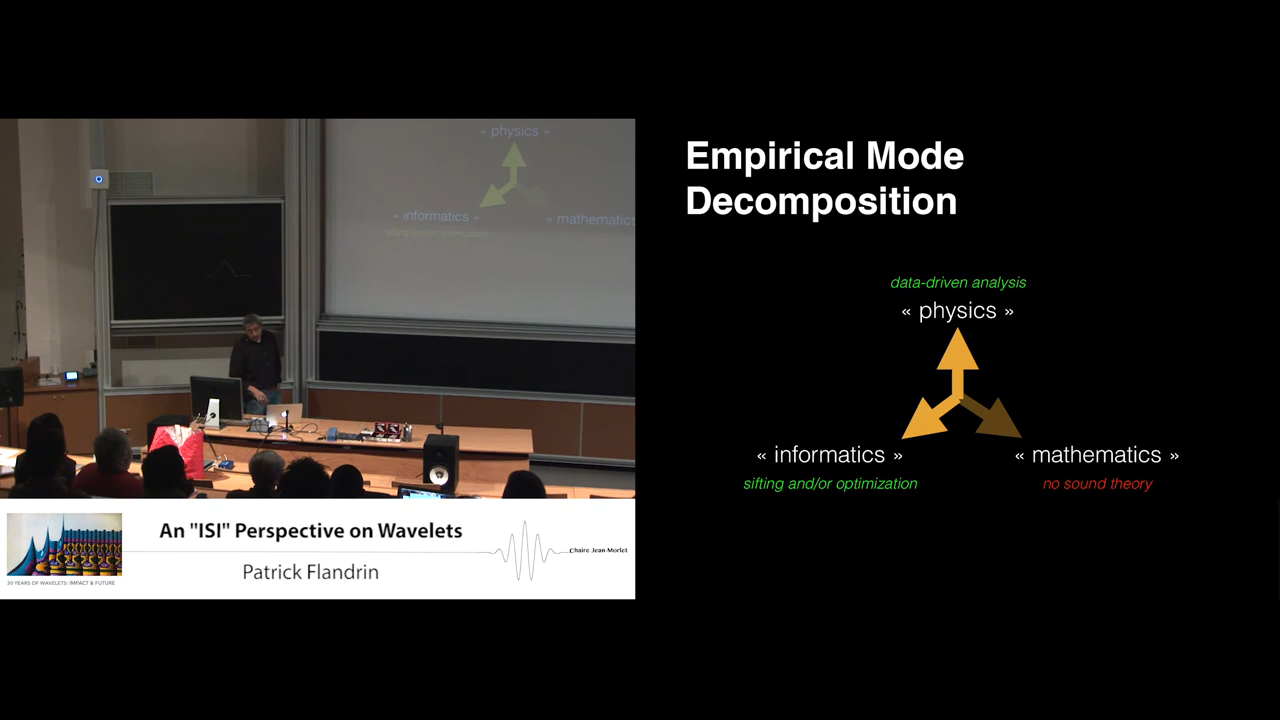 « physics »
« informatics »
« mathematics
Empirical Mode
Decomposition
data-driven analysis
« physics »
« informatics »
« mathematics »
sifting and/or optimization
no sound theory
An "ISI" Perspective on Wavelets
Chaire Jean-Morlet
Patrick Flandrin
30 YEARS OF WAVELETS: IMPACT & FUTURE